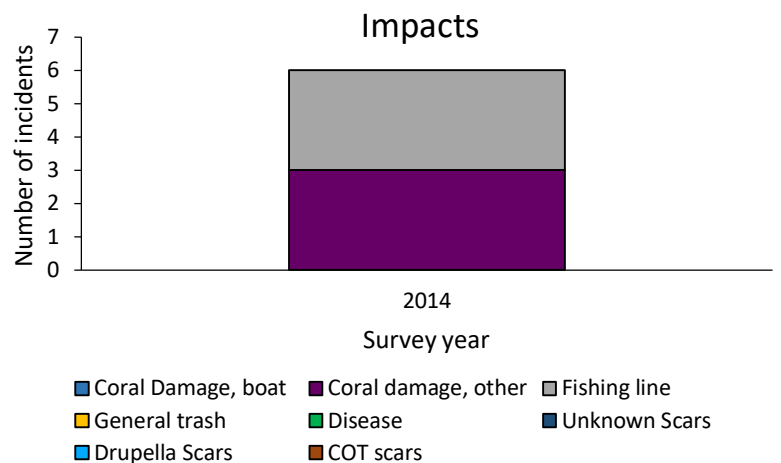 Impacts
Number of incidents
7
6
5
4
3
2
1
0
2014
Survey year
Coral Damage, boat
Coral damage, other
Fishing line
General trash
Disease
Unknown Scars
Drupella Scars
COT scars